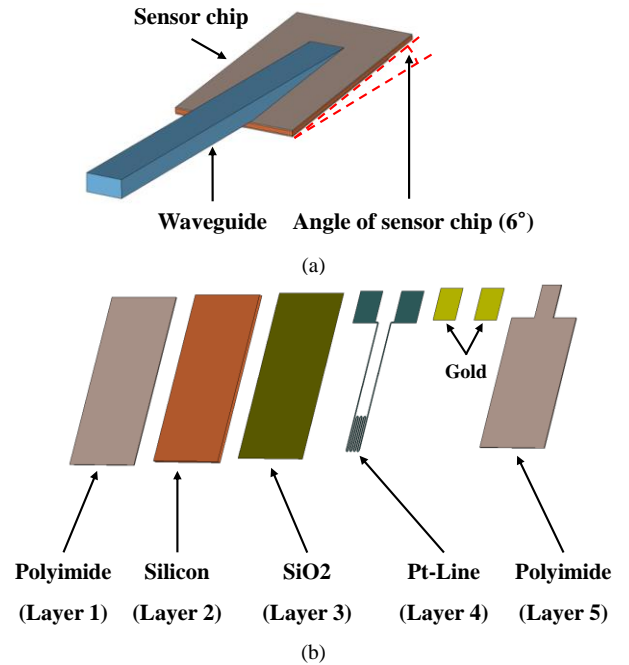 Sensor chip
Waveguide
Angle of sensor chip (6°)
(a)
Gold
Polyimide
(Layer 1)
Silicon
(Layer 2)
SiO2
(Layer 3)
Pt-Line
(Layer 4)
Polyimide
(Layer 5)
(b)